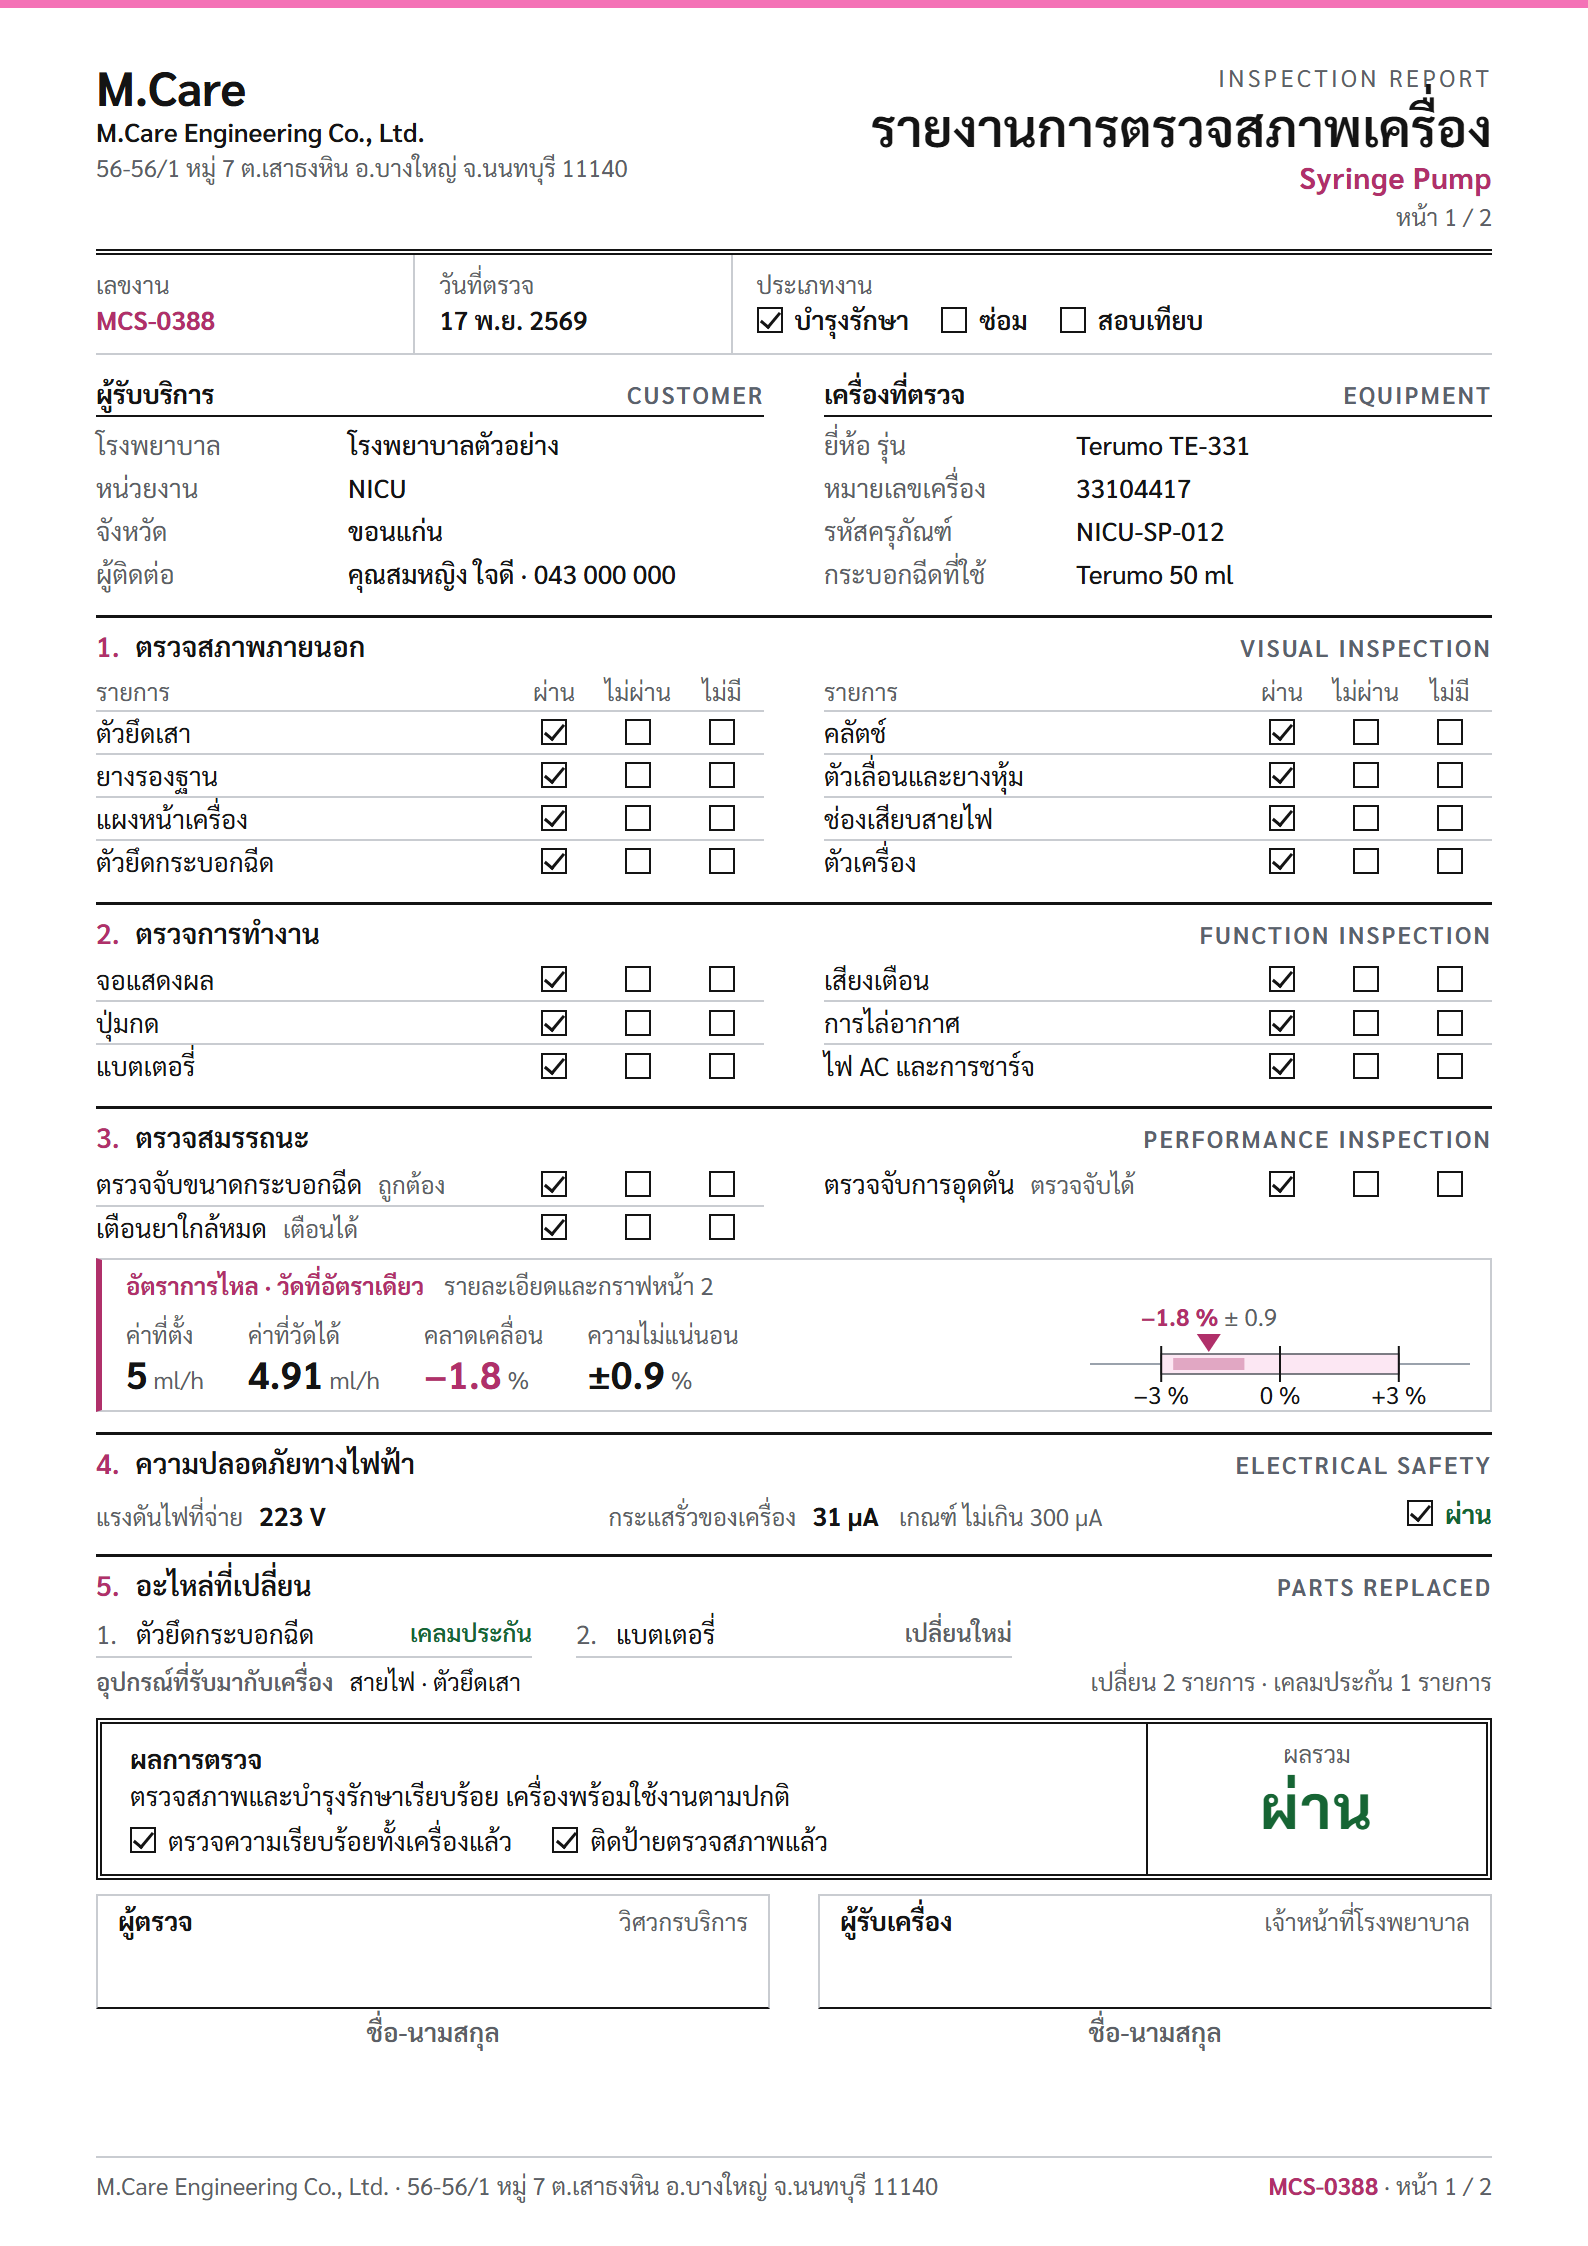 M.Care
M.Care Engineering Co., Ltd.
56-56/1 หมู่ 7 ต.เสาธงหิน อ.บางใหญ่ จ.นนทบุรี 11140
INSPECTION REPORT
รายงานการตรวจสภาพเครื่อง
Syringe Pump
หน้า 1 / 2
เลขงาน
MCS-0388
วันที่ตรวจ
17 พ.ย. 2569
ประเภทงาน
บำรุงรักษา ซ่อม สอบเทียบ
ผู้รับบริการ CUSTOMER
โรงพยาบาล โรงพยาบาลตัวอย่าง
หน่วยงาน NICU
จังหวัด ขอนแก่น
ผู้ติดต่อ คุณสมหญิง ใจดี · 043 000 000
เครื่องที่ตรวจ EQUIPMENT
ยี่ห้อ รุ่น Terumo TE-331
หมายเลขเครื่อง 33104417
รหัสครุภัณฑ์ NICU-SP-012
กระบอกฉีดที่ใช้ Terumo 50 ml
1. ตรวจสภาพภายนอก VISUAL INSPECTION
รายการ ผ่าน ไม่ผ่าน ไม่มี
ตัวยึดเสา
ยางรองฐาน
แผงหน้าเครื่อง
ตัวยึดกระบอกฉีด
รายการ ผ่าน ไม่ผ่าน ไม่มี
คลัตช์
ตัวเลื่อนและยางหุ้ม
ช่องเสียบสายไฟ
ตัวเครื่อง
2. ตรวจการทำงาน FUNCTION INSPECTION
จอแสดงผล
ปุ่มกด
แบตเตอรี่
เสียงเตือน
การไล่อากาศ
ไฟ AC และการชาร์จ
3. ตรวจสมรรถนะ PERFORMANCE INSPECTION
ตรวจจับขนาดกระบอกฉีด ถูกต้อง
เตือนยาใกล้หมด เตือนได้
ตรวจจับการอุดตัน ตรวจจับได้
อัตราการไหล · วัดที่อัตราเดียว รายละเอียดและกราฟหน้า 2
ค่าที่ตั้ง ค่าที่วัดได้ คลาดเคลื่อน ความไม่แน่นอน
5 ml/h 4.91 ml/h −1.8 % ±0.9 %
−1.8 % ± 0.9
−3 % 0 % +3 %
4. ความปลอดภัยทางไฟฟ้า ELECTRICAL SAFETY
แรงดันไฟที่จ่าย 223 V กระแสรั่วของเครื่อง 31 µA เกณฑ์ ไม่เกิน 300 µA ผ่าน
5. อะไหล่ที่เปลี่ยน PARTS REPLACED
1. ตัวยึดกระบอกฉีด เคลมประกัน 2. แบตเตอรี่ เปลี่ยนใหม่
อุปกรณ์ที่รับมากับเครื่อง สายไฟ · ตัวยึดเสา เปลี่ยน 2 รายการ · เคลมประกัน 1 รายการ
ผลการตรวจ
ตรวจสภาพและบำรุงรักษาเรียบร้อย เครื่องพร้อมใช้งานตามปกติ
ตรวจความเรียบร้อยทั้งเครื่องแล้ว ติดป้ายตรวจสภาพแล้ว
ผลรวม
ผ่าน
ผู้ตรวจ วิศวกรบริการ
ชื่อ-นามสกุล
ผู้รับเครื่อง เจ้าหน้าที่โรงพยาบาล
ชื่อ-นามสกุล
M.Care Engineering Co., Ltd. · 56-56/1 หมู่ 7 ต.เสาธงหิน อ.บางใหญ่ จ.นนทบุรี 11140 MCS-0388 · หน้า 1 / 2